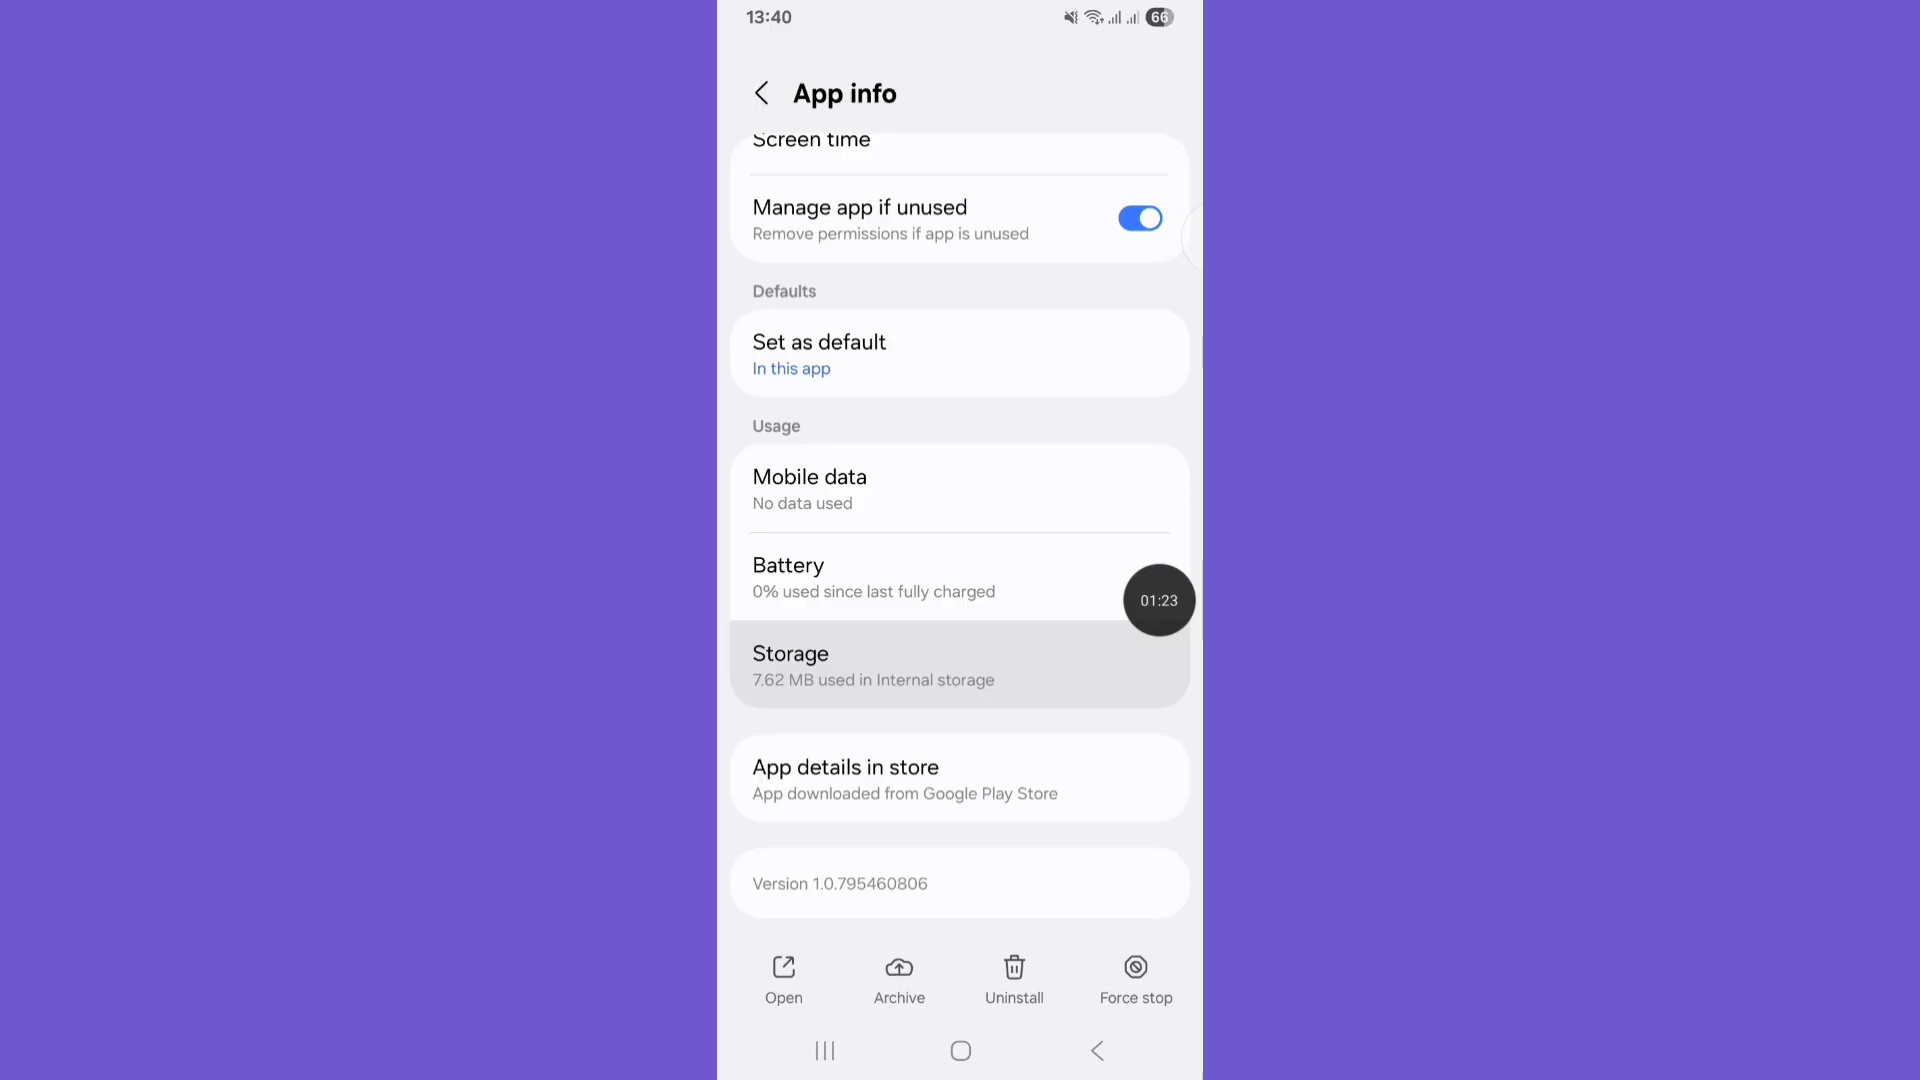 13:40
66
App info
Screen time
Manage app if unused
Remove permissions if app is unused
Defaults
Set as default
In this app
Usage
Mobile data
No data used
Battery
0% used since last fully charged
01:23
Storage
7.62 MB used in Internal storage
App details in store
App downloaded from Google Play Store
Version 1.0.795460806
Open
Archive
Uninstall
Force stop